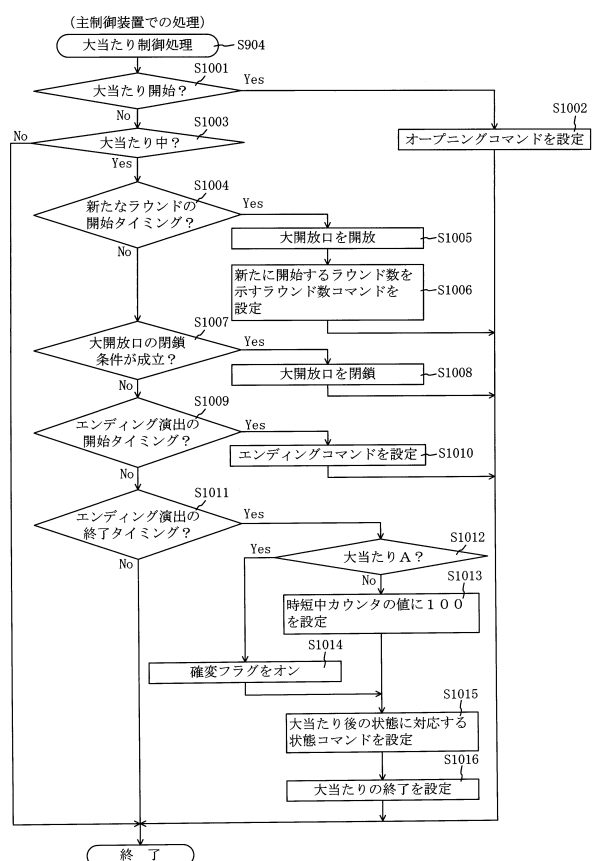 （主制御装置での処理）
大当たり制御処理
S904
S1001
大当たり開始？
Yes
No
S1002
オープニングコマンドを設定
S1003
大当たり中？
No
Yes
S1004
新たなラウンドの
開始タイミング？
Yes
No
大開放口を開放
S1005
新たに開始するラウンド数を
示すラウンド数コマンドを
設定
S1006
S1007
大開放口の閉鎖
条件が成立？
Yes
No
大開放口を閉鎖
S1008
S1009
エンディング演出の
開始タイミング？
Yes
No
エンディングコマンドを設定
S1010
S1011
エンディング演出の
終了タイミング？
Yes
No
S1012
大当たりＡ？
Yes
No
S1013
時短中カウンタの値に１００
を設定
S1014
確変フラグをオン
S1015
大当たり後の状態に対応する
状態コマンドを設定
S1016
大当たりの終了を設定
終　了